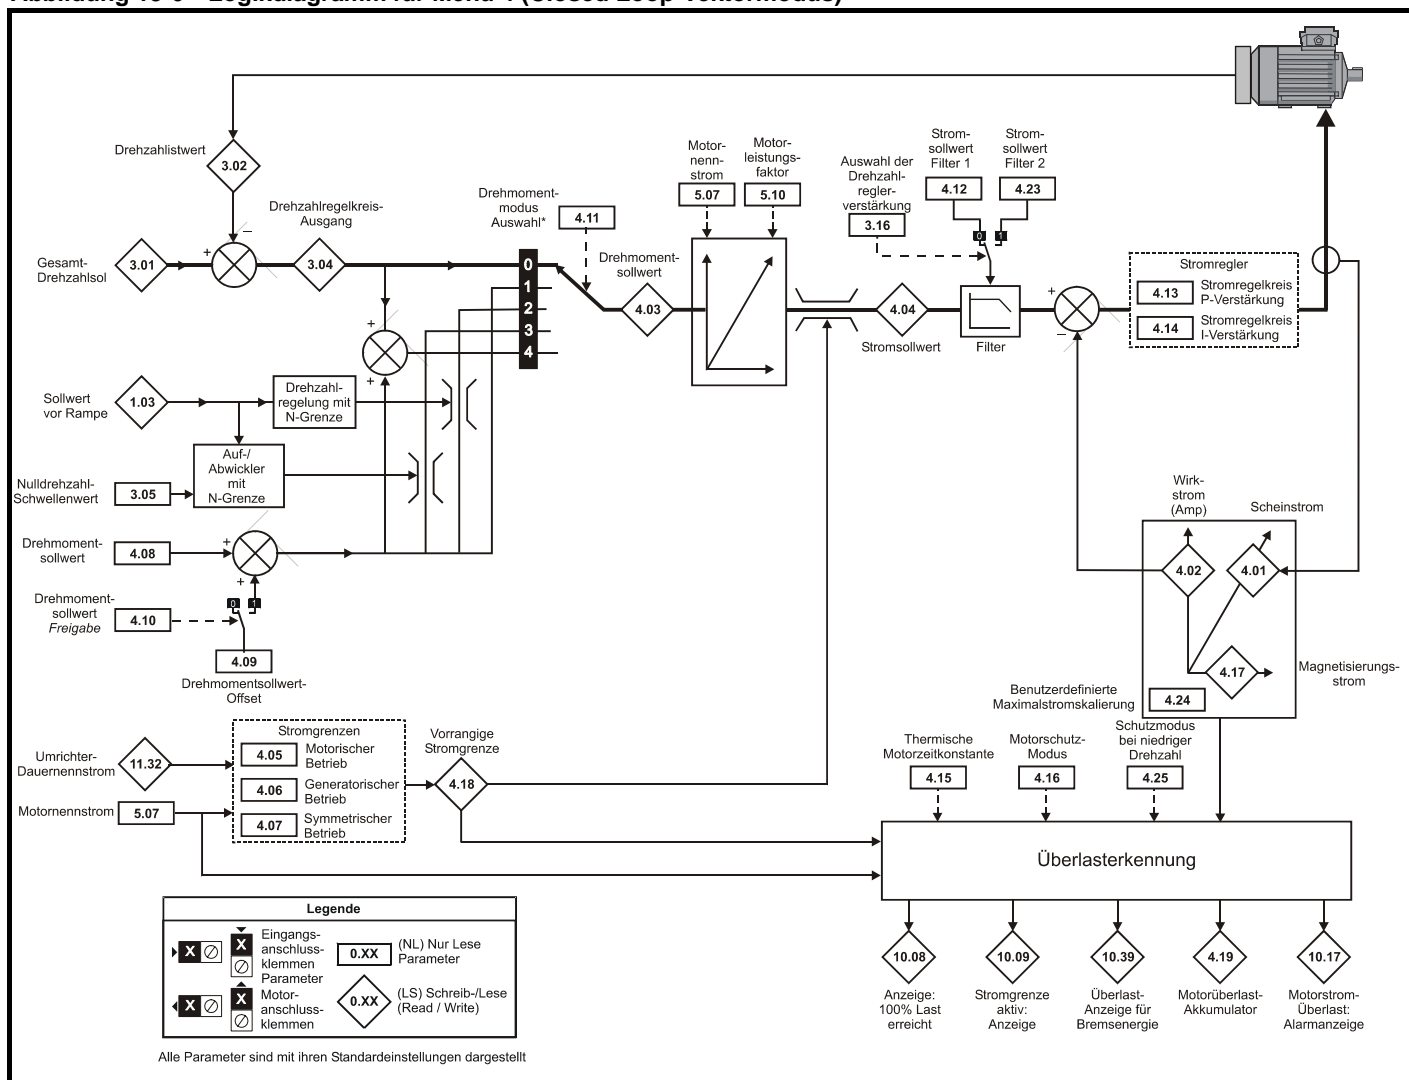 Abbildung 10-6 Logikdiagramm für Menü 4 (Closed Loop-Vektormodus)
Drehzahlistwert
3.02
Drehzahlregelkreis-
Ausgang
Gesamt-
Drehzahlsol
3.01
+
–
3.04
Drehmoment-
modus
Auswahl*
4.11
0
1
2
3
4
+
+
Drehmoment-
sollwert
4.03
Motor-
nenn-
strom
5.07
Motor-
leistungs-
faktor
5.10
Auswahl der
Drehzahl-
regler-
verstärkung
3.16
Strom-
sollwert
Filter 1
4.12
Strom-
sollwert
Filter 2
4.23
0
1
4.04
Stromsollwert
Filter
+
–
Stromregler
4.13
Stromregelkreis
P-Verstärkung
4.14
Stromregelkreis
I-Verstärkung
Sollwert
vor Rampe
1.03
Drehzahl-
regelung mit
N-Grenze
Auf-/
Abwickler
mit
N-Grenze
Nulldrehzahl-
Schwellenwert
3.05
Drehmoment-
sollwert
4.08
+
+
Drehmoment-
sollwert
Freigabe
4.10
0
1
4.09
Drehmomentsollwert-
Offset
Wirk-
strom
(Amp)
Scheinstrom
4.02
4.01
4.17
Magnetisierungs-
strom
4.24
Benutzerdefinierte
Maximalstromskalierung
Umrichter-
Dauernennstrom
11.32
Motornennstrom
5.07
Stromgrenzen
4.05
Motorischer
Betrieb
4.06
Generatorischer
Betrieb
4.07
Symmetrischer
Betrieb
Vorrangige
Stromgrenze
4.18
Thermische
Motorzeitkonstante
4.15
Motorschutz-
Modus
4.16
Schutzmodus
bei niedriger
Drehzahl
4.25
Überlasterkennung
10.08
Anzeige:
100% Last
erreicht
10.09
Stromgrenze
aktiv:
Anzeige
10.39
Überlast-
Anzeige für
Bremsenergie
4.19
Motorüberlast-
Akkumulator
10.17
Motorstrom-
Überlast:
Alarmanzeige
Legende
X
X
Eingangs-
anschluss-
klemmen
Parameter
0.XX
(NL) Nur Lese
Parameter
X
X
Motor-
anschluss-
klemmen
0.XX
(LS) Schreib-/Lese
(Read / Write)
Alle Parameter sind mit ihren Standardeinstellungen dargestellt